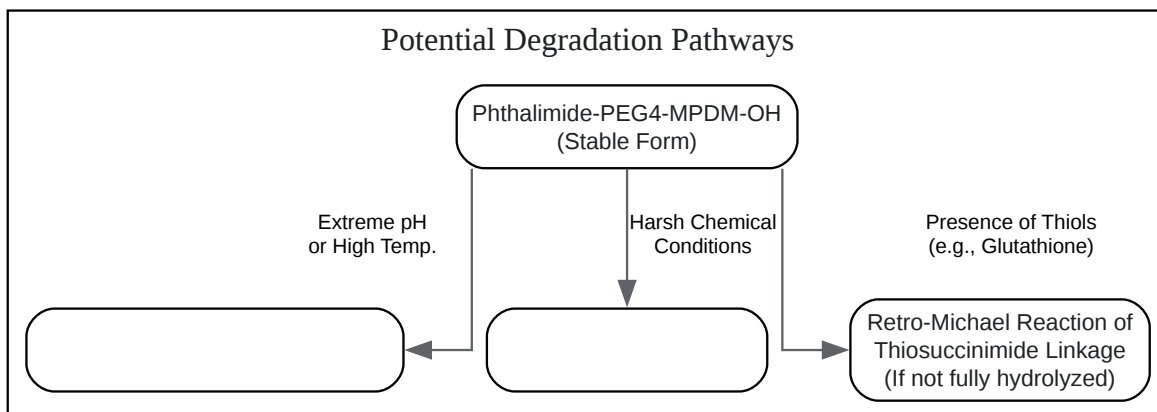 Potential Degradation Pathways
Phthalimide-PEG4-MPDM-OH
(Stable Form)
Extreme pH
or High Temp.
Harsh Chemical
Conditions
Presence of Thiols
(e.g., Glutathione)
Retro-Michael Reaction of
Thiosuccinimide Linkage
(If not fully hydrolyzed)